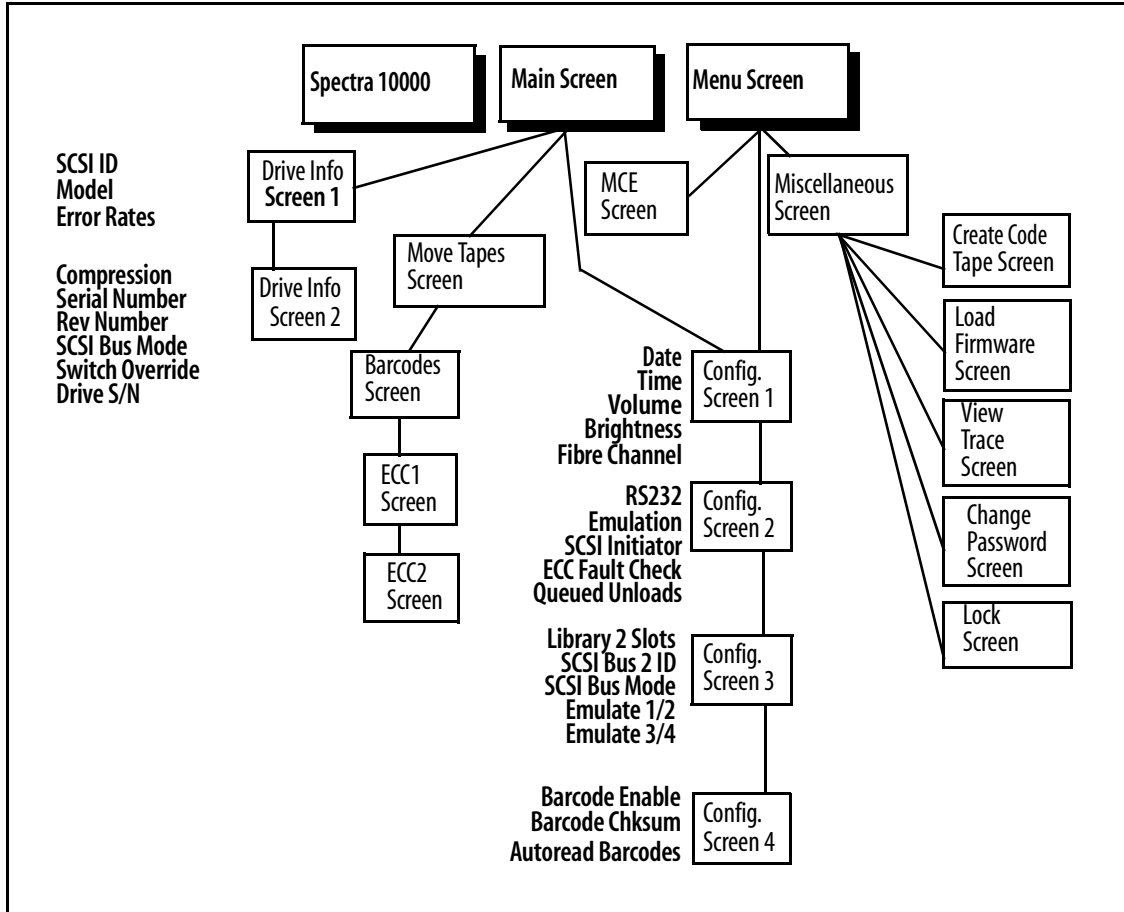 Spectra 10000
Main Screen
Menu Screen
SCSI ID
Model
Error Rates
Drive Info
Screen 1
MCE
Screen
Miscellaneous
Screen
Move Tapes
Screen
Create Code
Tape Screen
Compression
Serial Number
Rev Number
SCSI Bus Mode
Switch Override
Drive S/N
Drive Info
Screen 2
Load
Firmware
Screen
Barcodes
Screen
Date
Time
Volume
Brightness
Fibre Channel
Config.
Screen 1
View
Trace
Screen
ECC1
Screen
RS232
Emulation
SCSI Initiator
ECC Fault Check
Queued Unloads
Config.
Screen 2
Change
Password
Screen
ECC2
Screen
Lock
Screen
Library 2 Slots
SCSI Bus 2 ID
SCSI Bus Mode
Emulate 1/2
Emulate 3/4
Config.
Screen 3
Barcode Enable
Barcode Chksum
Autoread Barcodes
Config.
Screen 4